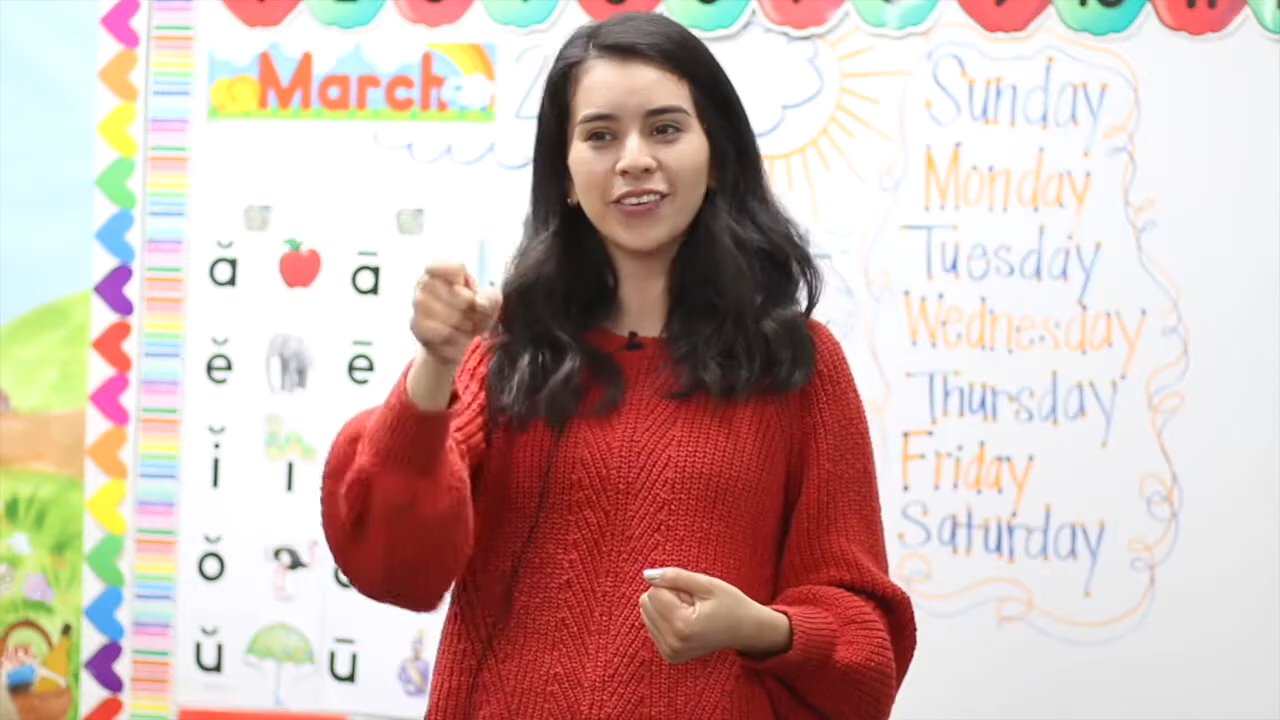 March
Sunday
Monday
Tuesday
Wednesday
Thursday
Friday
Saturday
ă ā
ĕ ē
ĭ
ŏ
ŭ ū